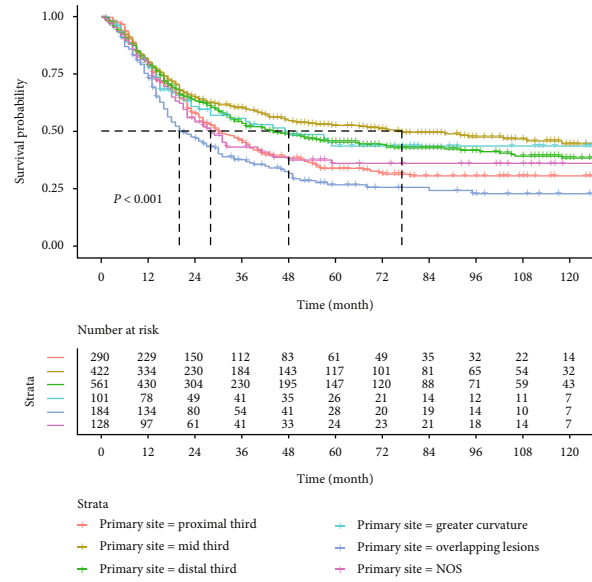 1.00
0.75
0.50
0.25
0.00
Survival probability
P < 0.001
0 12 24 36 48 60 72 84 96 108 120
Time (month)
Number at risk
Strata
290 229 150 112 83 61 49 35 32 22 14
422 334 230 184 143 117 101 81 65 54 32
561 430 304 230 195 147 120 88 71 59 43
101 78 49 41 35 26 21 14 12 11 7
184 134 80 54 41 28 20 19 14 10 7
128 97 61 41 33 24 23 21 18 14 7
0 12 24 36 48 60 72 84 96 108 120
Time (month)
Strata
Primary site = proximal third
Primary site = mid third
Primary site = distal third
Primary site = greater curvature
Primary site = overlapping lesions
Primary site = NOS